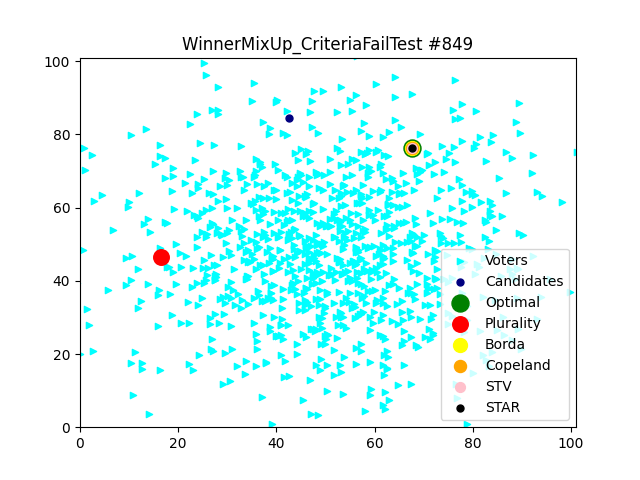 WinnerMixUp_CriteriaFailTest #849
100
80
60
40
20
0
0
20
40
60
80
100
Voters
Candidates
Optimal
Plurality
Borda
Copeland
STV
STAR